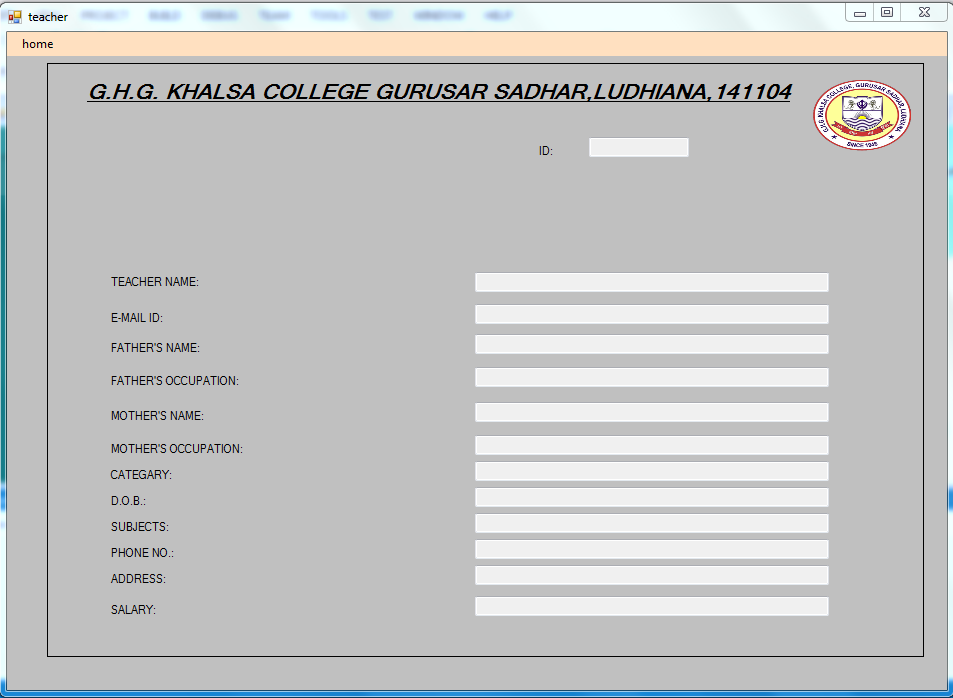 teacher
PROJECT BUILD DEBUG TEAM TOOLS TEST WINDOW HELP
home
G.H.G. KHALSA COLLEGE GURUSAR SADHAR,LUDHIANA,141104
G.H.G. KHALSA COLLEGE, GURUSAR SADHAR LUDHIANA
SINCE 1948
ID:
TEACHER NAME:
E-MAIL ID:
FATHER'S NAME:
FATHER'S OCCUPATION:
MOTHER'S NAME:
MOTHER'S OCCUPATION:
CATEGARY:
D.O.B.:
SUBJECTS:
PHONE NO.:
ADDRESS:
SALARY: